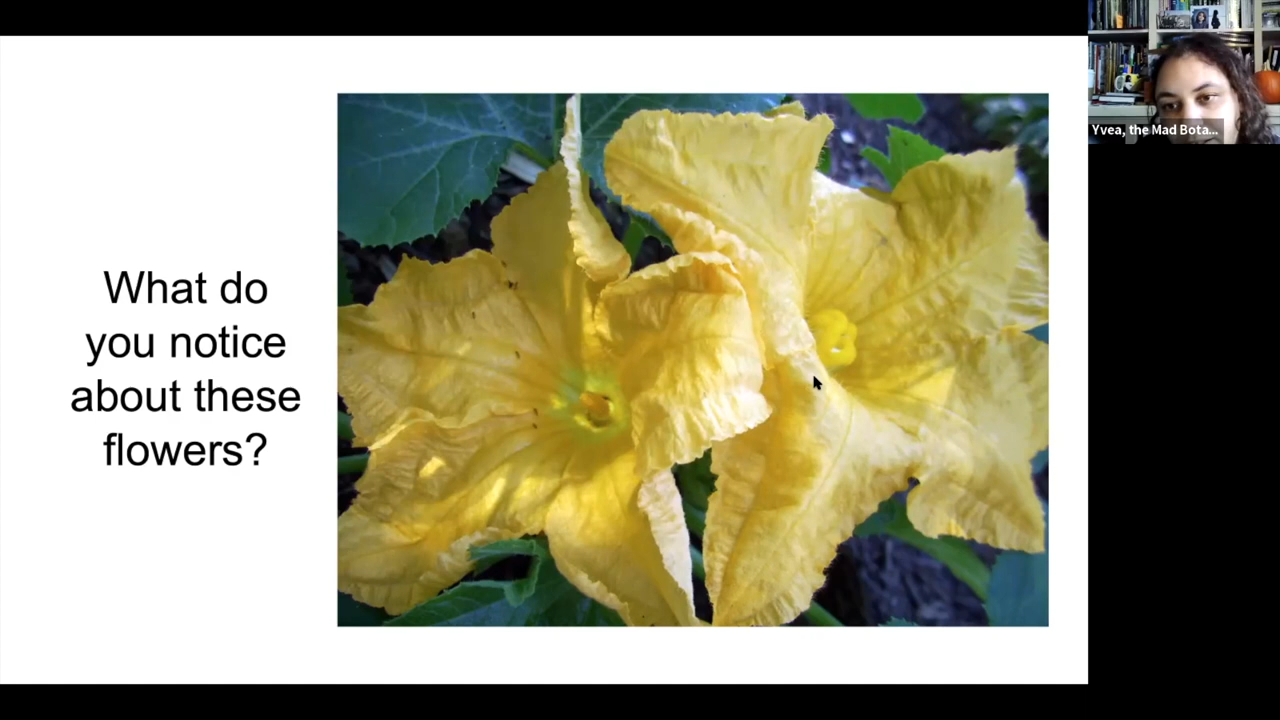 What do
you notice
about these
flowers?
Yvea, the Mad Bota...